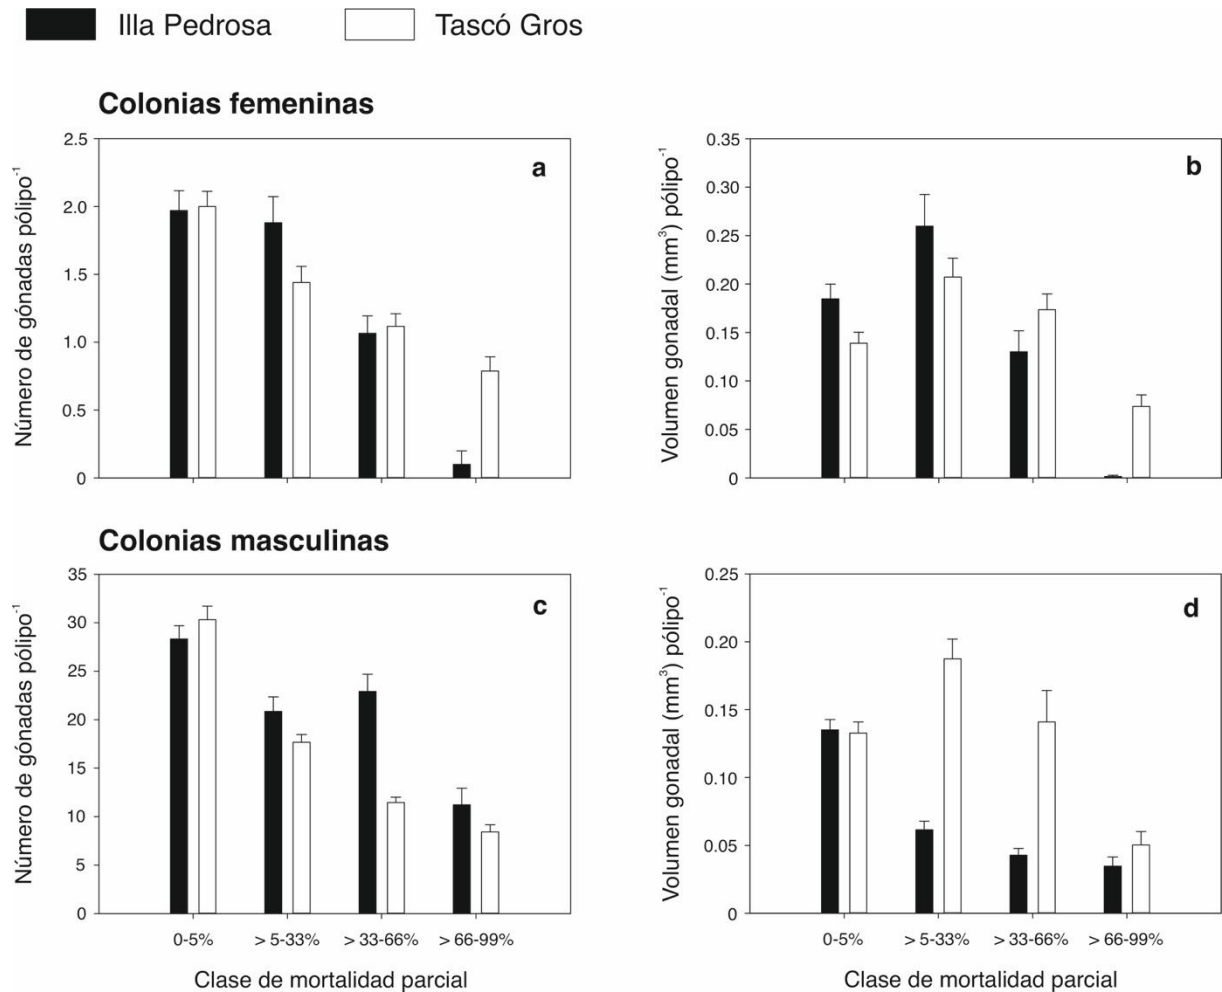 Illa Pedrosa
Tascó Gros
Colonias femeninas
Número de gónadas pólipo⁻¹
2.5
2.0
1.5
1.0
0.5
0
a
Volumen gonadal (mm³) pólipo⁻¹
0.35
0.30
0.25
0.20
0.15
0.10
0.05
0
b
Colonias masculinas
Número de gónadas pólipo⁻¹
35
30
25
20
15
10
5
0
c
0-5%
> 5-33%
> 33-66%
> 66-99%
Clase de mortalidad parcial
Volumen gonadal (mm³) pólipo⁻¹
0.25
0.20
0.15
0.10
0.05
0
d
0-5%
> 5-33%
> 33-66%
> 66-99%
Clase de mortalidad parcial